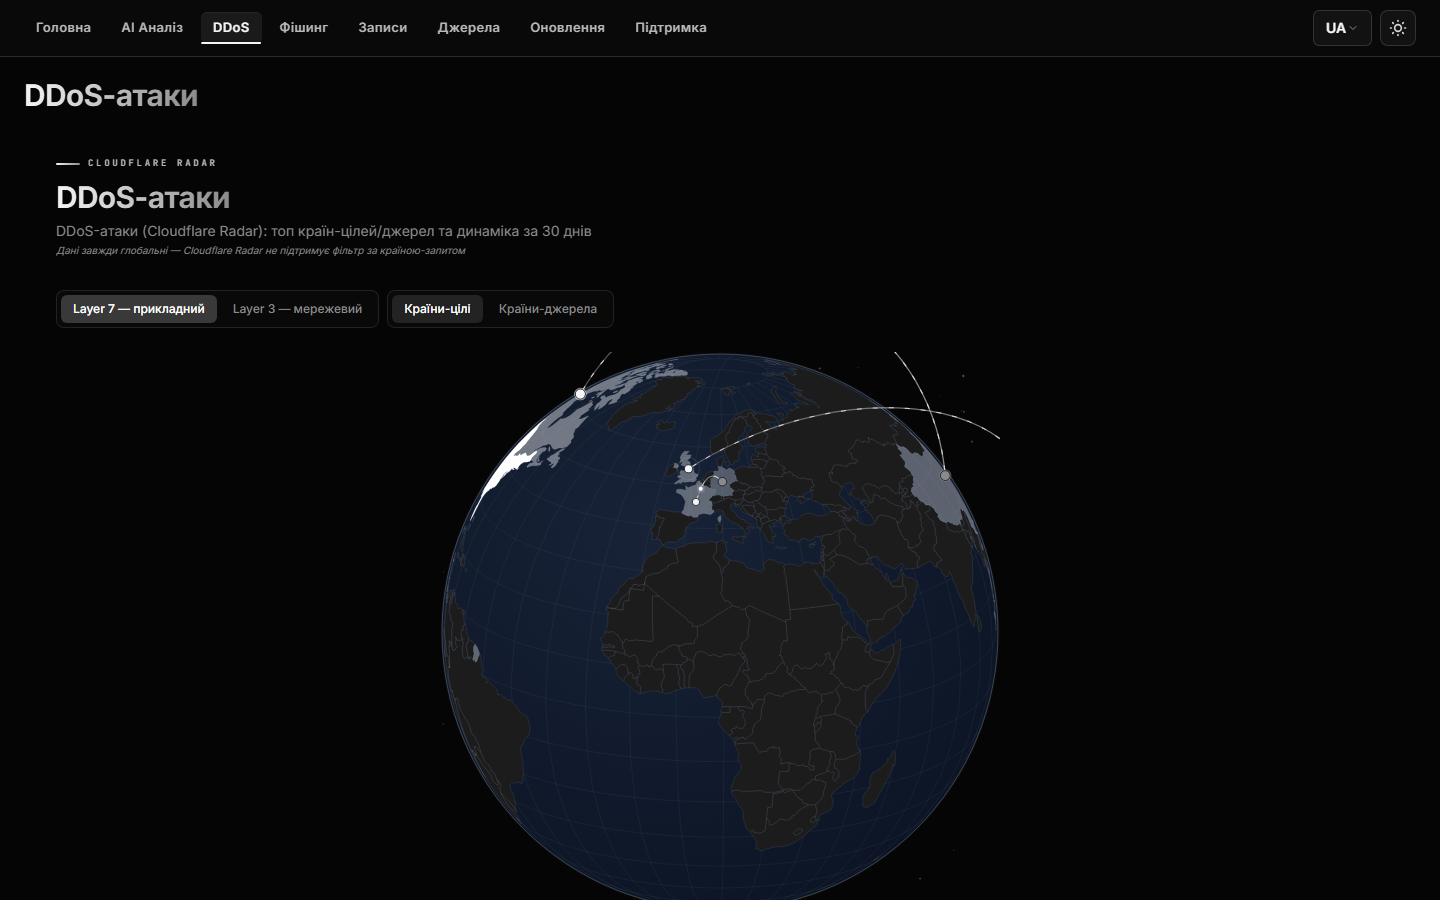 Головна
AI Аналіз
DDoS
Фішинг
Записи
Джерела
Оновлення
Підтримка
UA
DDoS-атаки
CLOUDFLARE RADAR
DDoS-атаки
DDoS-атаки (Cloudflare Radar): топ країн-цілей/джерел та динаміка за 30 днів
Дані завжди глобальні — Cloudflare Radar не підтримує фільтр за країною-запитом
Layer 7 — прикладний
Layer 3 — мережевий
Країни-цілі
Країни-джерела